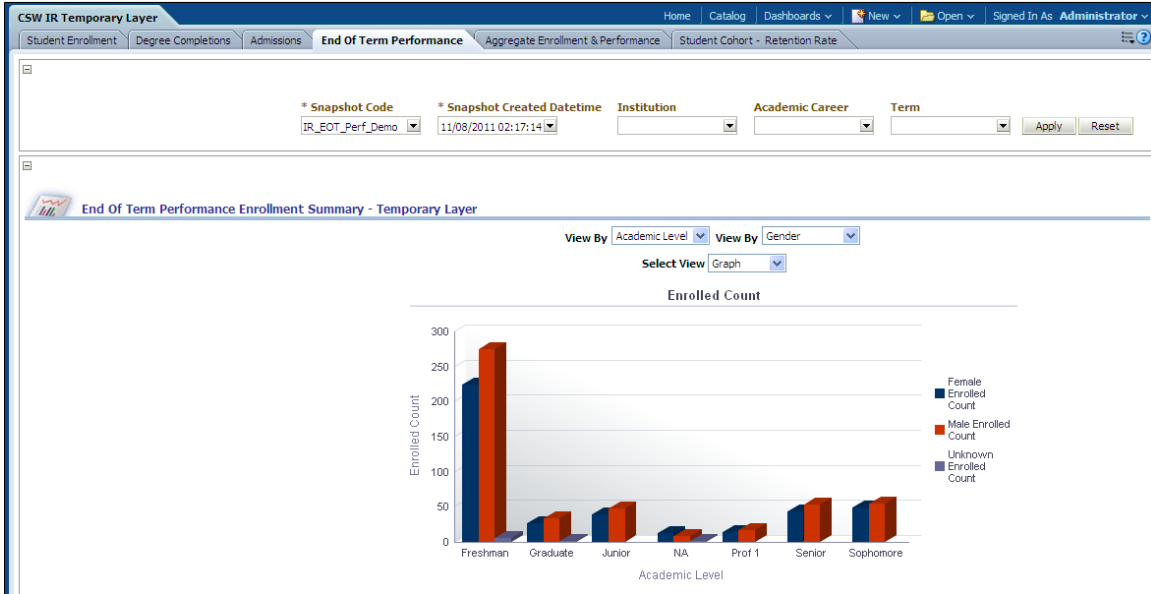 CSW IR Temporary Layer
Home Catalog Dashboards New Open Signed In As Administrator
Student Enrollment Degree Completions Admissions End Of Term Performance Aggregate Enrollment & Performance Student Cohort - Retention Rate
* Snapshot Code * Snapshot Created Datetime Institution Academic Career Term
IR_EOT_Perf_Demo 11/08/2011 02:17:14 Apply Reset
End Of Term Performance Enrollment Summary - Temporary Layer
View By Academic Level View By Gender
Select View Graph
Enrolled Count
300
250
200
150
100
50
0
Enrolled Count
Freshman Graduate Junior NA Prof 1 Senior Sophomore
Academic Level
Female
Enrolled
Count
Male Enrolled
Count
Unknown
Enrolled
Count